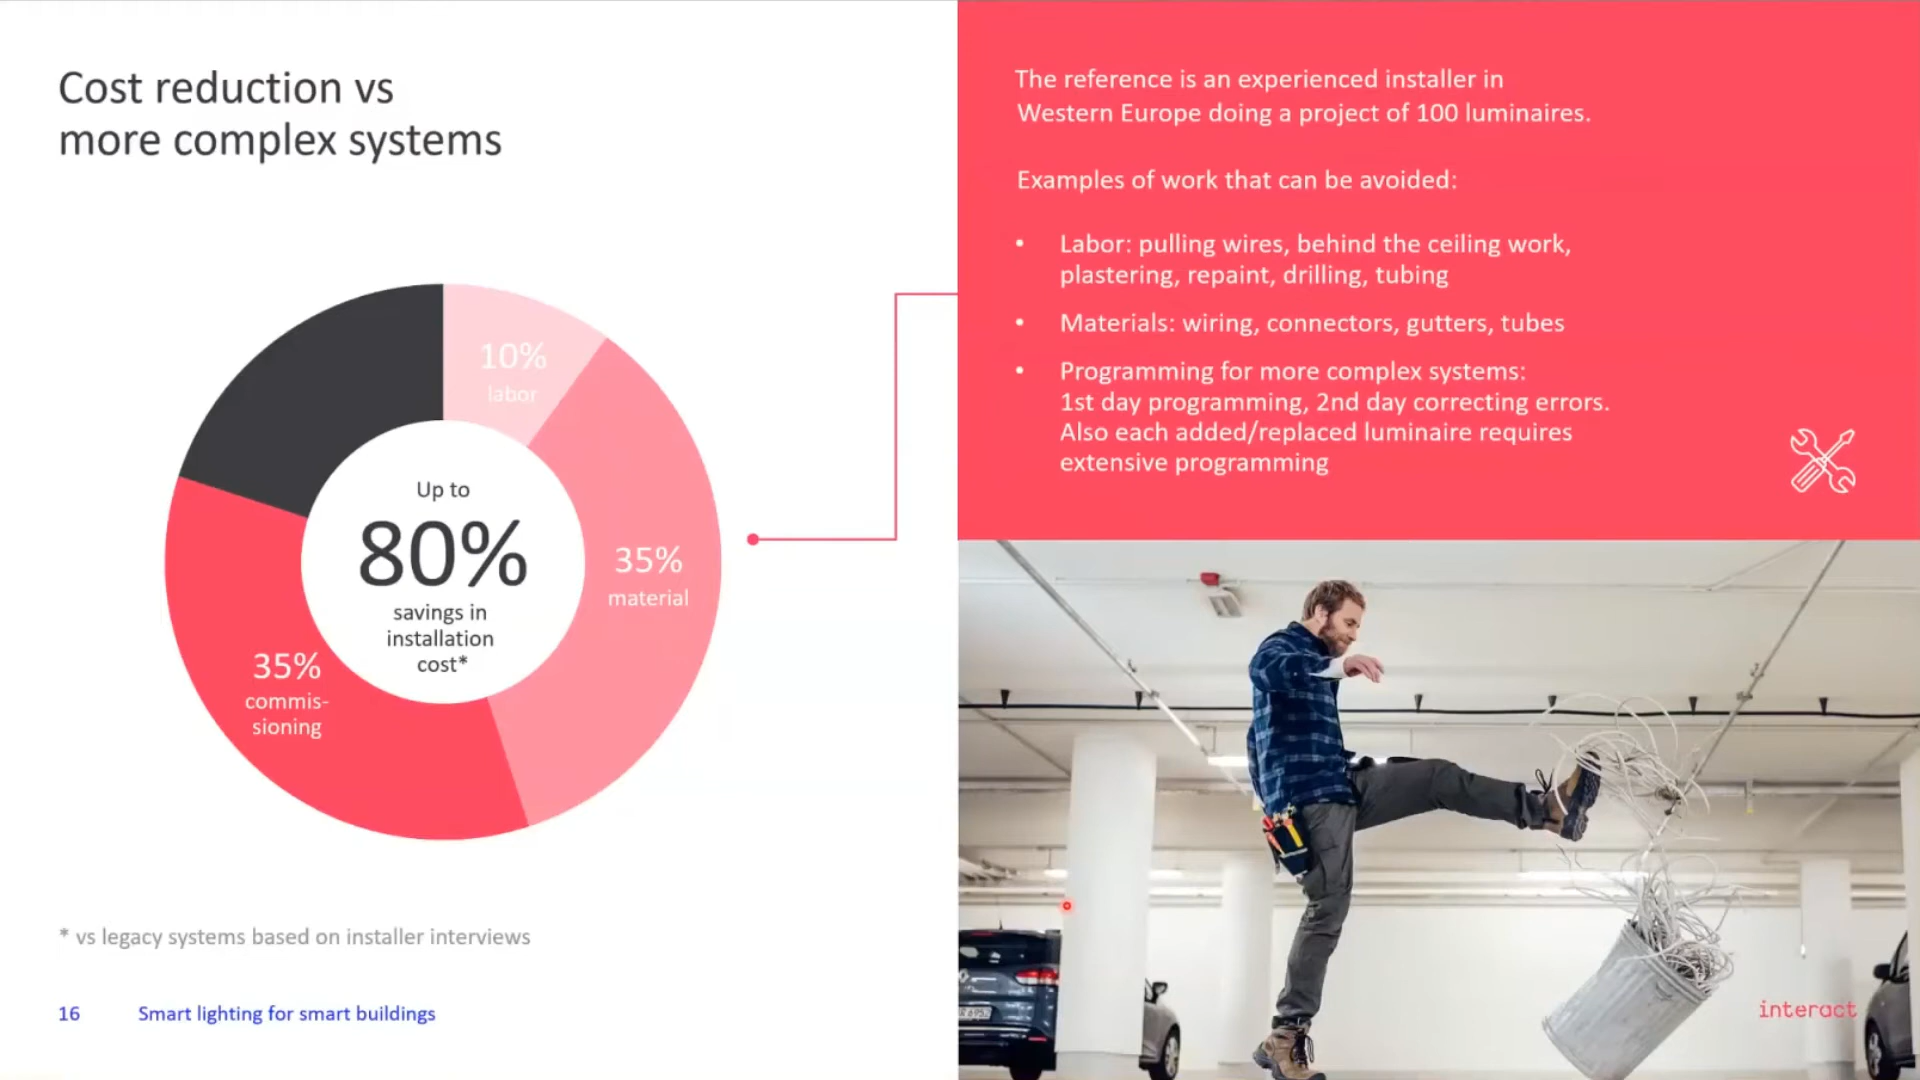 Cost reduction vs
more complex systems
10%
labor
35%
material
35%
commis-
sioning
Up to
80%
savings in
installation
cost*
* vs legacy systems based on installer interviews
16 Smart lighting for smart buildings
The reference is an experienced installer in
Western Europe doing a project of 100 luminaires.
Examples of work that can be avoided:
• Labor: pulling wires, behind the ceiling work,
plastering, repaint, drilling, tubing
• Materials: wiring, connectors, gutters, tubes
• Programming for more complex systems:
1st day programming, 2nd day correcting errors.
Also each added/replaced luminaire requires
extensive programming
interact